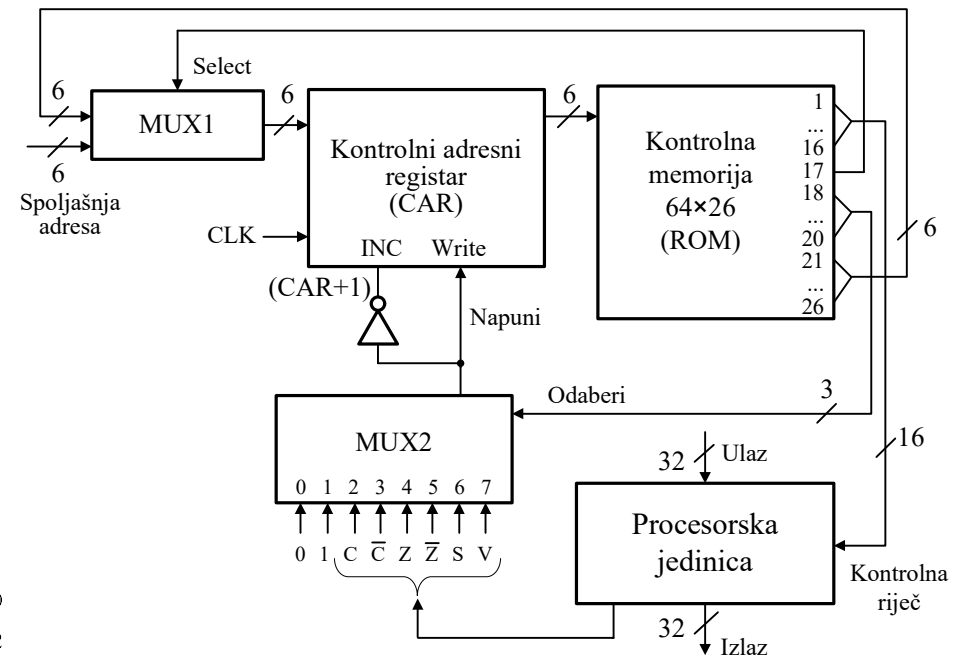 Select
6
6
MUX1
6
6
Spoljašnja
adresa
Kontrolni adresni
registar
(CAR)
CLK
INC
Write
(CAR+1)
Napuni
Kontrolna
memorija
64×26
(ROM)
1
...
16
17
18
...
20
21
...
26
6
Odaberi
3
16
MUX2
0 1 2 3 4 5 6 7
0 1 C C̅ Z Z̅ S V
32
Ulaz
Procesorska
jedinica
Kontrolna
riječ
32
Izlaz